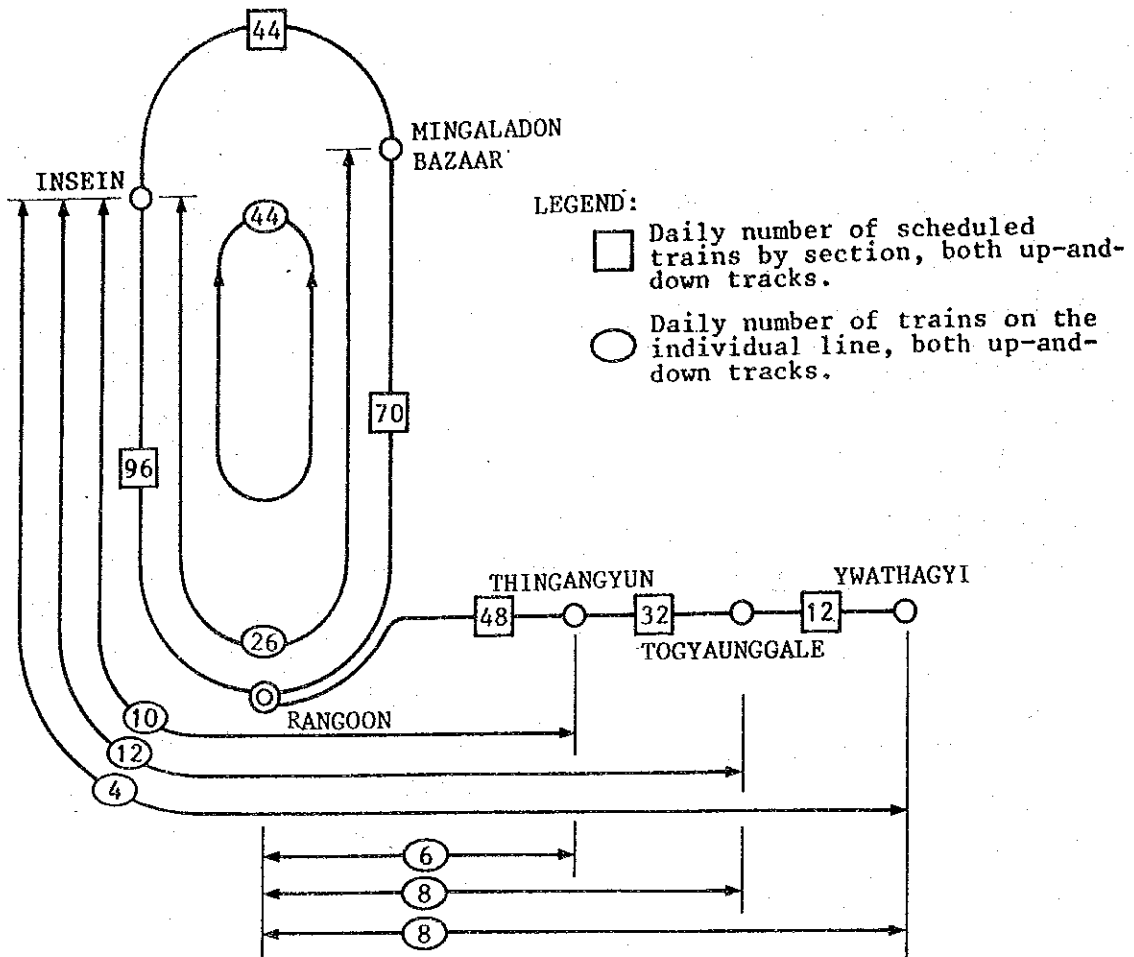 44
MINGALADON
BAZAAR
INSEIN
44
LEGEND:
Daily number of scheduled
trains by section, both up-and-
down tracks.
Daily number of trains on the
individual line, both up-and-
down tracks.
70
96
THINGANGYUN
YWATHAGYI
48
32
12
TOGYAUNGGALE
26
RANGOON
10
12
4
6
8
8